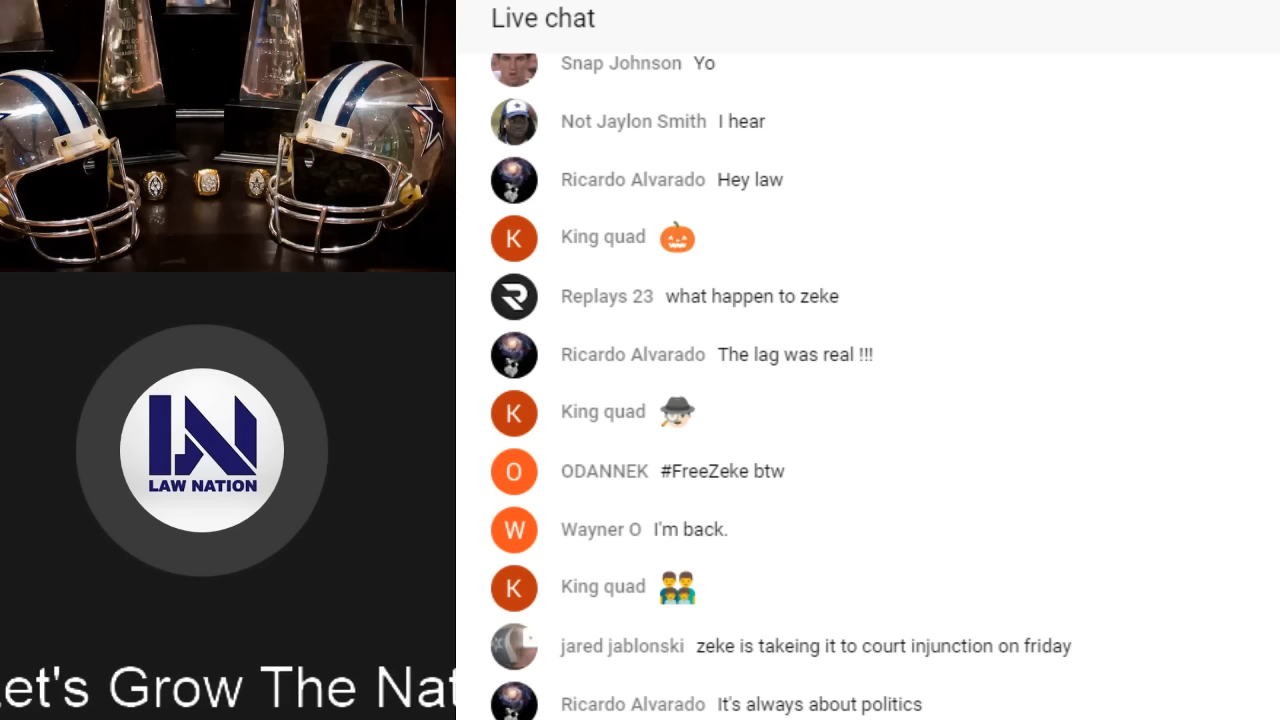 Live chat
Snap Johnson Yo
Not Jaylon Smith I hear
Ricardo Alvarado Hey law
K King quad 🎃
Replays 23 what happen to zeke
Ricardo Alvarado The lag was real !!!
K King quad 🕵🏻
O ODANNEK #FreeZeke btw
W Wayner O I'm back.
K King quad 👨‍👨‍👦‍👦
jared jablonski zeke is takeing it to court injunction on friday
Ricardo Alvarado It's always about politics
LN
LAW NATION
et's Grow The Nat